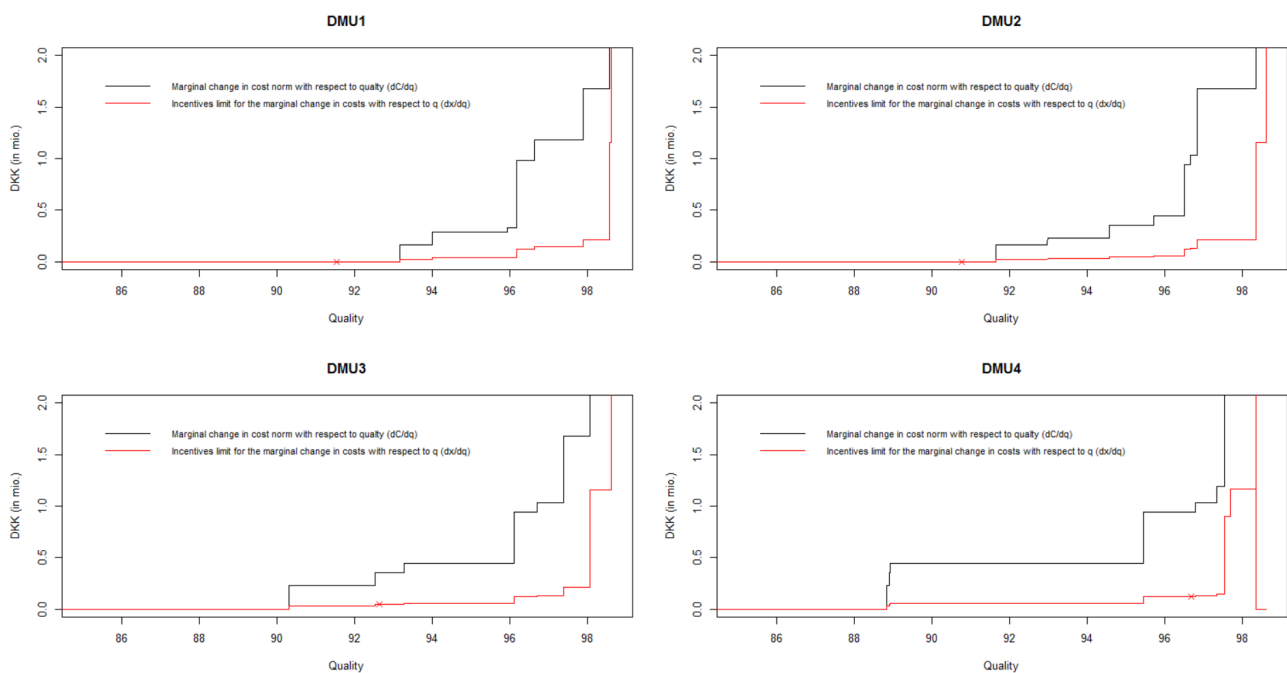 DMU1
DKK (in mio.)
2.0
1.5
1.0
0.5
0.0
Marginal change in cost norm with respect to qualty (dC/dq)
Incentives limit for the marginal change in costs with respect to q (dx/dq)
86 88 90 92 94 96 98
Quality
DMU2
DKK (in mio.)
2.0
1.5
1.0
0.5
0.0
Marginal change in cost norm with respect to qualty (dC/dq)
Incentives limit for the marginal change in costs with respect to q (dx/dq)
86 88 90 92 94 96 98
Quality
DMU3
DKK (in mio.)
2.0
1.5
1.0
0.5
0.0
Marginal change in cost norm with respect to qualty (dC/dq)
Incentives limit for the marginal change in costs with respect to q (dx/dq)
86 88 90 92 94 96 98
Quality
DMU4
DKK (in mio.)
2.0
1.5
1.0
0.5
0.0
Marginal change in cost norm with respect to qualty (dC/dq)
Incentives limit for the marginal change in costs with respect to q (dx/dq)
86 88 90 92 94 96 98
Quality